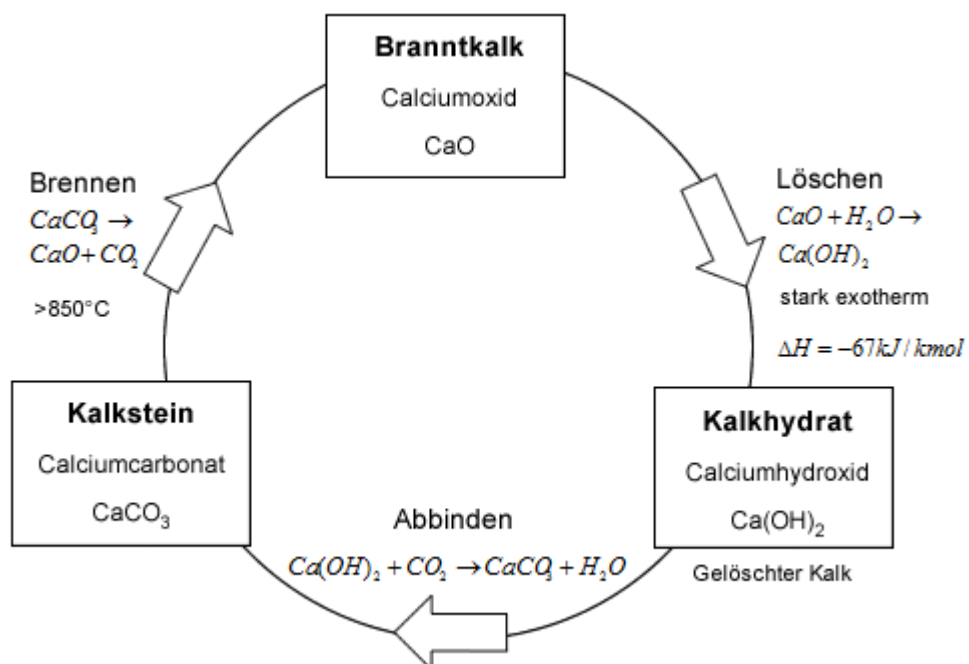 Branntkalk
Calciumoxid
CaO
Brennen
CaCO₃ →
CaO + CO₂
>850°C
Löschen
CaO + H₂O →
Ca(OH)₂
stark exotherm
ΔH = −67kJ / kmol
Kalkstein
Calciumcarbonat
CaCO₃
Kalkhydrat
Calciumhydroxid
Ca(OH)₂
Gelöschter Kalk
Abbinden
Ca(OH)₂ + CO₂ → CaCO₃ + H₂O